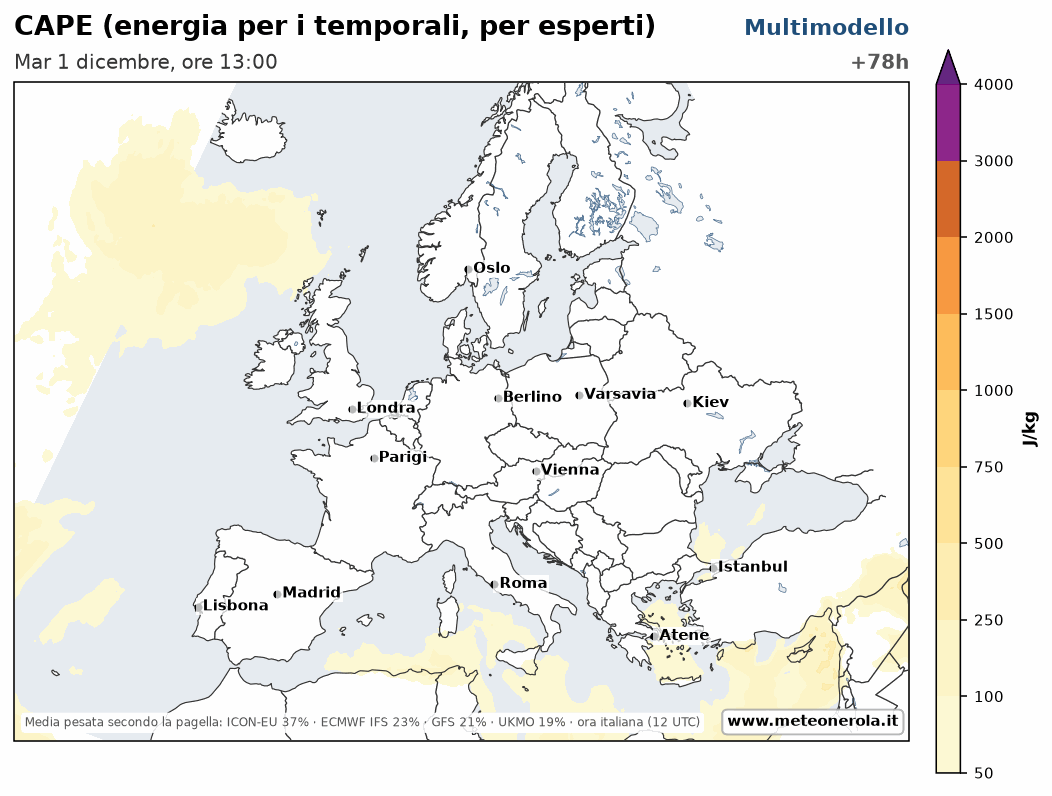 CAPE (energia per i temporali, per esperti)
Multimodello
Mar 1 dicembre, ore 13:00
+78h
4000
3000
2000
1500
1000
750
500
250
100
50
J/kg
Oslo
Berlino
Varsavia
Kiev
Londra
Parigi
Vienna
Istanbul
Roma
Madrid
Lisbona
Atene
Media pesata secondo la pagella: ICON-EU 37% · ECMWF IFS 23% · GFS 21% · UKMO 19% · ora italiana (12 UTC)
www.meteonerola.it